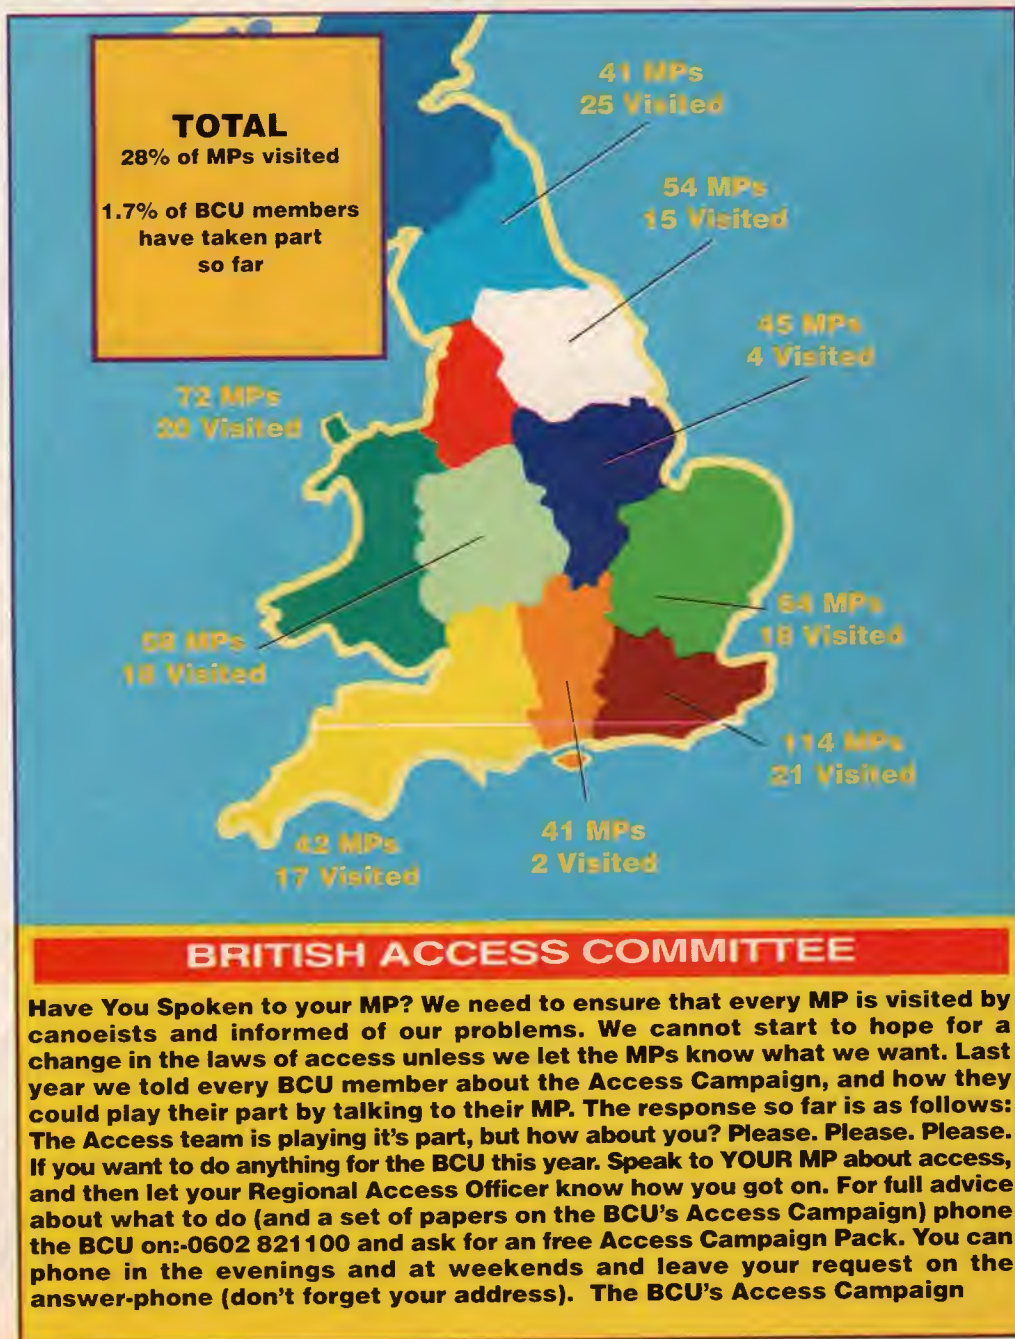 TOTAL
28% of MPs visited
1.7% of BCU members
have taken part
so far
41 MPs
25 Visited
54 MPs
15 Visited
45 MPs
4 Visited
72 MPs
20 Visited
58 MPs
18 Visited
64 MPs
18 Visited
114 MPs
21 Visited
42 MPs
17 Visited
41 MPs
2 Visited
BRITISH ACCESS COMMITTEE
Have You Spoken to your MP? We need to ensure that every MP is visited by
canoeists and informed of our problems. We cannot start to hope for a
change in the laws of access unless we let the MPs know what we want. Last
year we told every BCU member about the Access Campaign, and how they
could play their part by talking to their MP. The response so far is as follows:
The Access team is playing it's part, but how about you? Please. Please. Please.
If you want to do anything for the BCU this year. Speak to YOUR MP about access,
and then let your Regional Access Officer know how you got on. For full advice
about what to do (and a set of papers on the BCU's Access Campaign) phone
the BCU on:-0602 821100 and ask for an free Access Campaign Pack. You can
phone in the evenings and at weekends and leave your request on the
answer-phone (don't forget your address). The BCU's Access Campaign